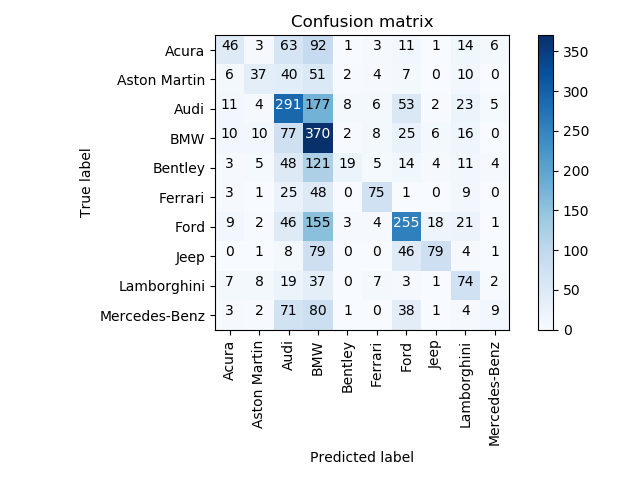 Confusion matrix
True label
Acura 46 3 63 92 1 3 11 1 14 6
Aston Martin 6 37 40 51 2 4 7 0 10 0
Audi 11 4 291 177 8 6 53 2 23 5
BMW 10 10 77 370 2 8 25 6 16 0
Bentley 3 5 48 121 19 5 14 4 11 4
Ferrari 3 1 25 48 0 75 1 0 9 0
Ford 9 2 46 155 3 4 255 18 21 1
Jeep 0 1 8 79 0 0 46 79 4 1
Lamborghini 7 8 19 37 0 7 3 1 74 2
Mercedes-Benz 3 2 71 80 1 0 38 1 4 9
Acura
Aston Martin
Audi
BMW
Bentley
Ferrari
Ford
Jeep
Lamborghini
Mercedes-Benz
Predicted label
350
300
250
200
150
100
50
0